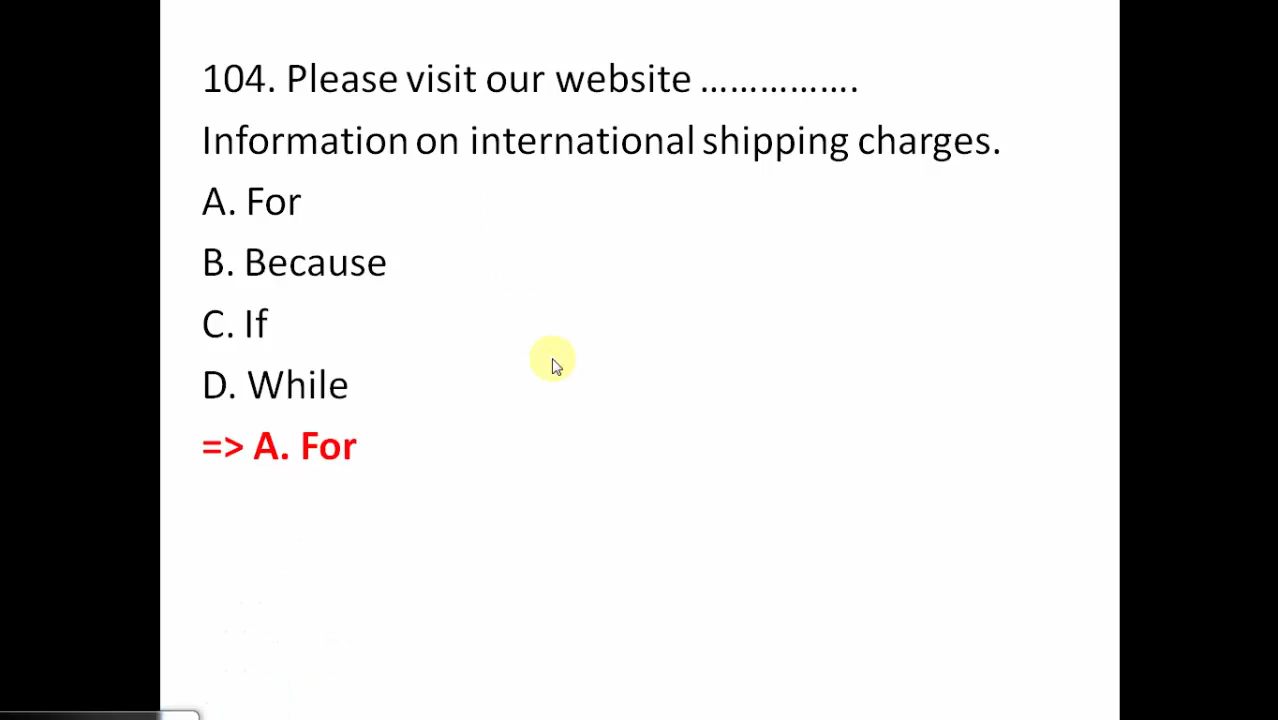 104. Please visit our website …………….
Information on international shipping charges.
A. For
B. Because
C. If
D. While
=> A. For